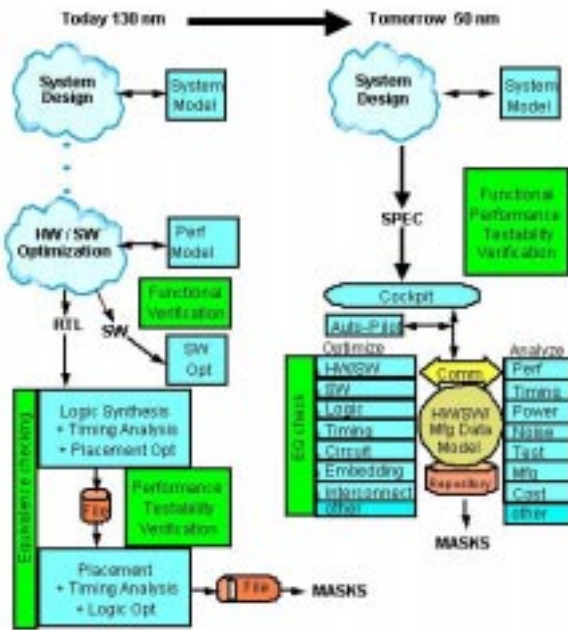 Today 130 nm
Tomorrow 50 nm
System
Design
System
Model
HW / SW
Optimization
Perf
Model
Functional
Verification
RTL
SW
SW
Opt
Equivalence checking
Logic Synthesis
+ Timing Analysis
+ Placement Opt
File
Performance
Testability
Verification
Placement
+ Timing Analysis
+ Logic Opt
File
MASKS
System
Design
System
Model
SPEC
Functional
Performance
Testability
Verification
Cockpit
Auto-Pilot
Optimize
EQ check
HW/SW
SW
Logic
Timing
Circuit
Embedding
Interconnect
other
Comm.
HW/SW/
Mfg Data
Model
Repository
MASKS
Analyze
Perf
Timing
Power
Noise
Test
Mfg
Cost
other